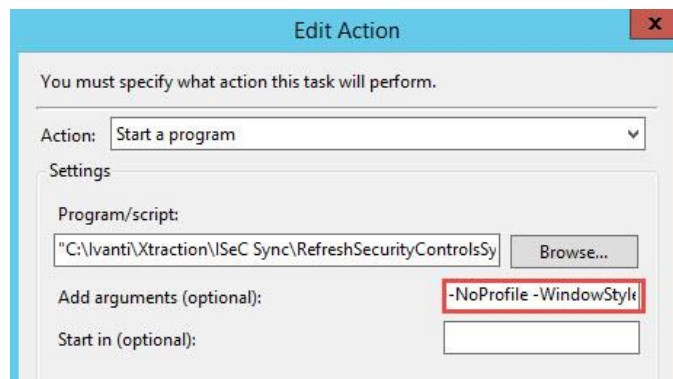 Edit Action
x
You must specify what action this task will perform.
Action: Start a program
Settings
Program/script:
"C:\Ivanti\Xtraction\ISeC Sync\RefreshSecurityControlsSy Browse...
Add arguments (optional): -NoProfile -WindowStyle
Start in (optional):